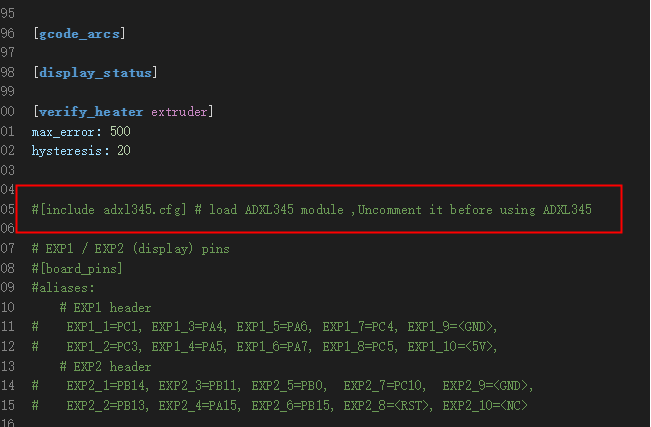 95
96 [gcode_arcs]
97
98 [display_status]
99
00 [verify_heater extruder]
01 max_error: 500
02 hysteresis: 20
03
04
05 #[include adxl345.cfg] # load ADXL345 module ,Uncomment it before using ADXL345
06
07 # EXP1 / EXP2 (display) pins
08 #[board_pins]
09 #aliases:
10 # EXP1 header
11 # EXP1_1=PC1, EXP1_3=PA4, EXP1_5=PA6, EXP1_7=PC4, EXP1_9=<GND>,
12 # EXP1_2=PC3, EXP1_4=PA5, EXP1_6=PA7, EXP1_8=PC5, EXP1_10=<5V>,
13 # EXP2 header
14 # EXP2_1=PB14, EXP2_3=PB11, EXP2_5=PB0, EXP2_7=PC10, EXP2_9=<GND>,
15 # EXP2_2=PB13, EXP2_4=PA15, EXP2_6=PB15, EXP2_8=<RST>, EXP2_10=<NC>
16